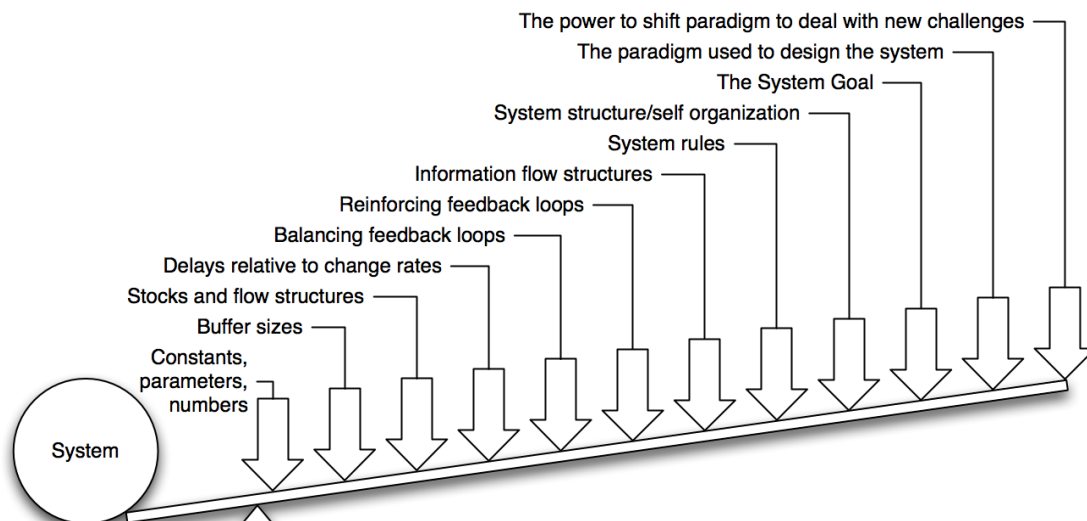 The power to shift paradigm to deal with new challenges
The paradigm used to design the system
The System Goal
System structure/self organization
System rules
Information flow structures
Reinforcing feedback loops
Balancing feedback loops
Delays relative to change rates
Stocks and flow structures
Buffer sizes
Constants,
parameters,
numbers
System